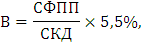 В = СФПП / СКД × 5,5%,